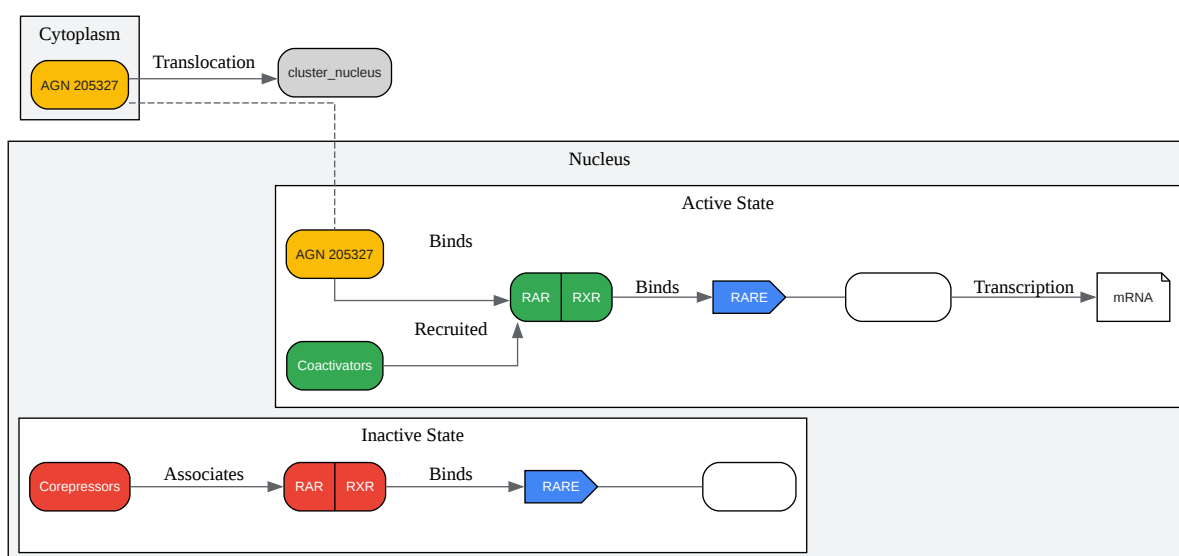 Cytoplasm
AGN 205327
Translocation
cluster_nucleus
Nucleus
Active State
AGN 205327
Binds
RAR
RXR
Binds
RARE
Transcription
mRNA
Recruited
Coactivators
Inactive State
Corepressors
Associates
RAR
RXR
Binds
RARE